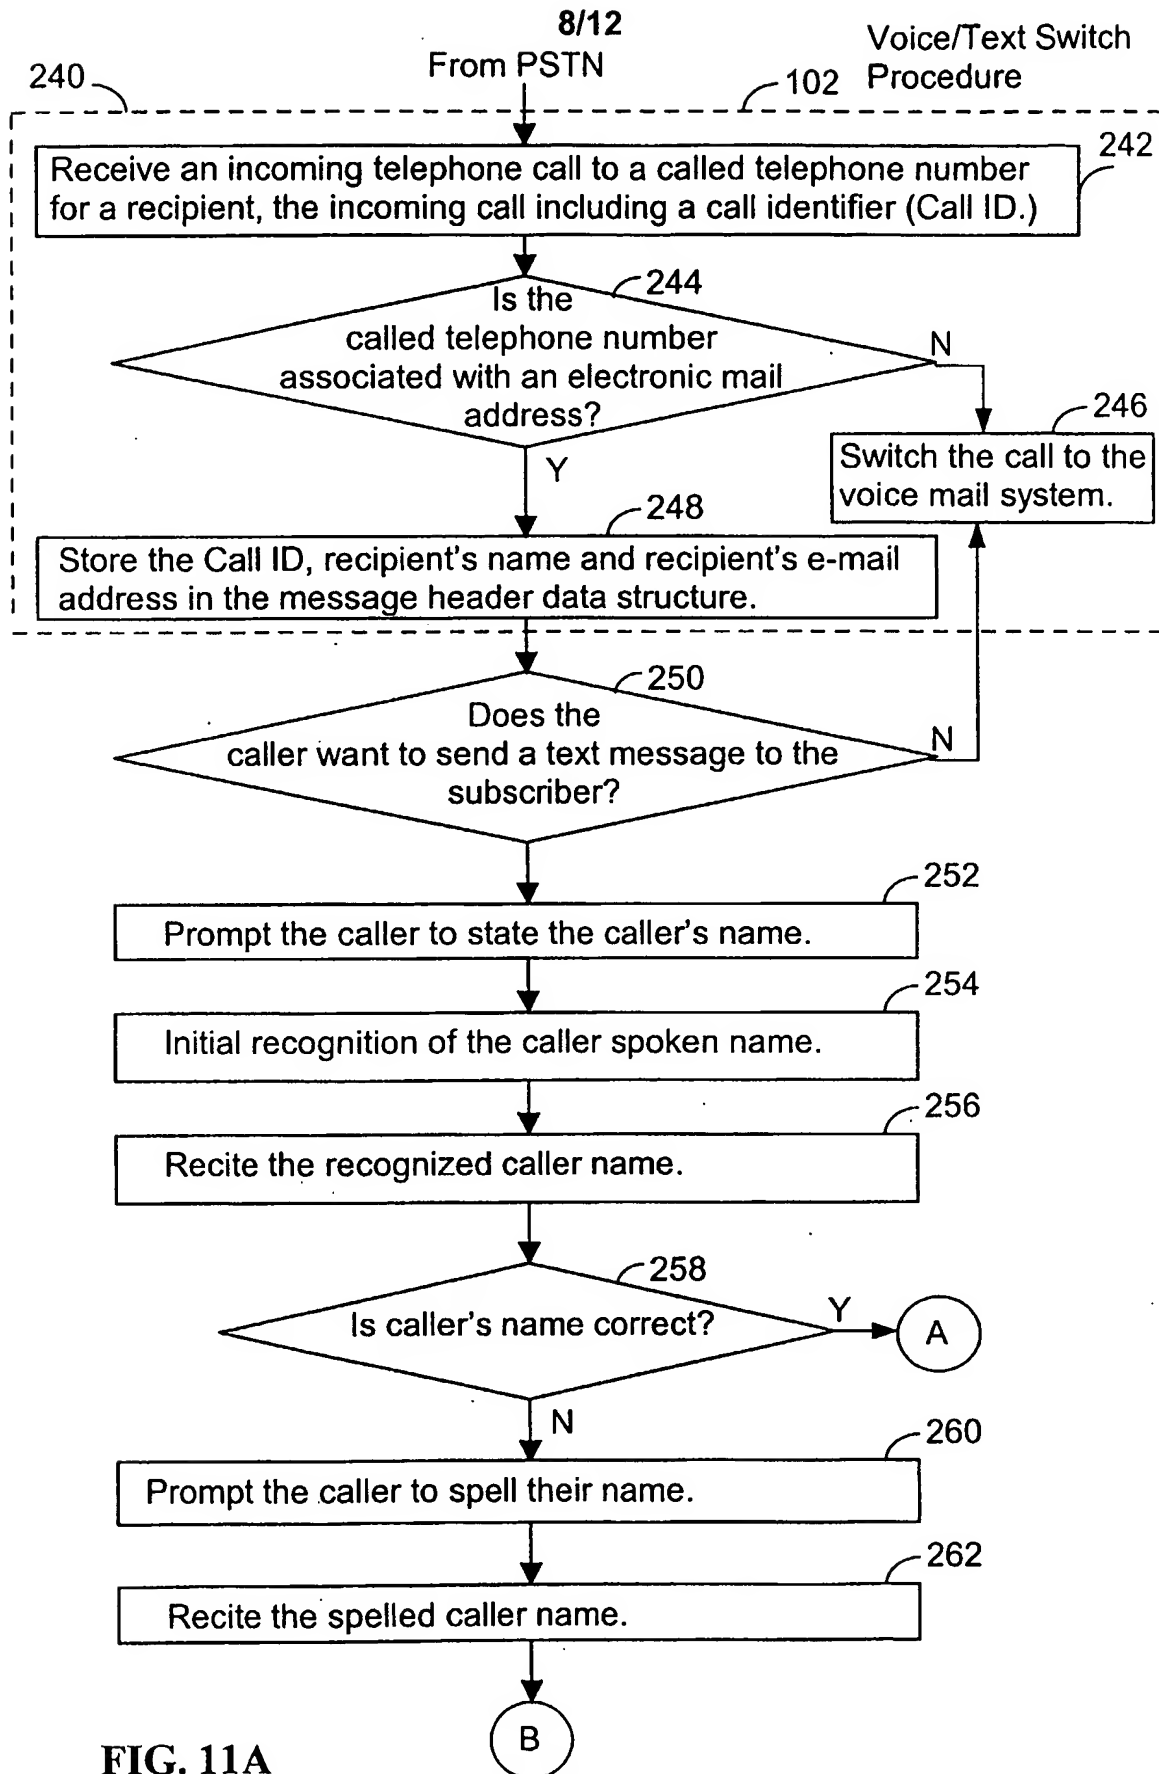 8/12
From PSTN
Voice/Text Switch
Procedure
240
102
242
Receive an incoming telephone call to a called telephone number
for a recipient, the incoming call including a call identifier (Call ID.)
244
Is the
called telephone number
associated with an electronic mail
address?
N
246
Switch the call to the
voice mail system.
Y
248
Store the Call ID, recipient's name and recipient's e-mail
address in the message header data structure.
250
Does the
caller want to send a text message to the
subscriber?
N
252
Prompt the caller to state the caller's name.
254
Initial recognition of the caller spoken name.
256
Recite the recognized caller name.
258
Is caller's name correct?
Y
A
N
260
Prompt the caller to spell their name.
262
Recite the spelled caller name.
B
FIG. 11A